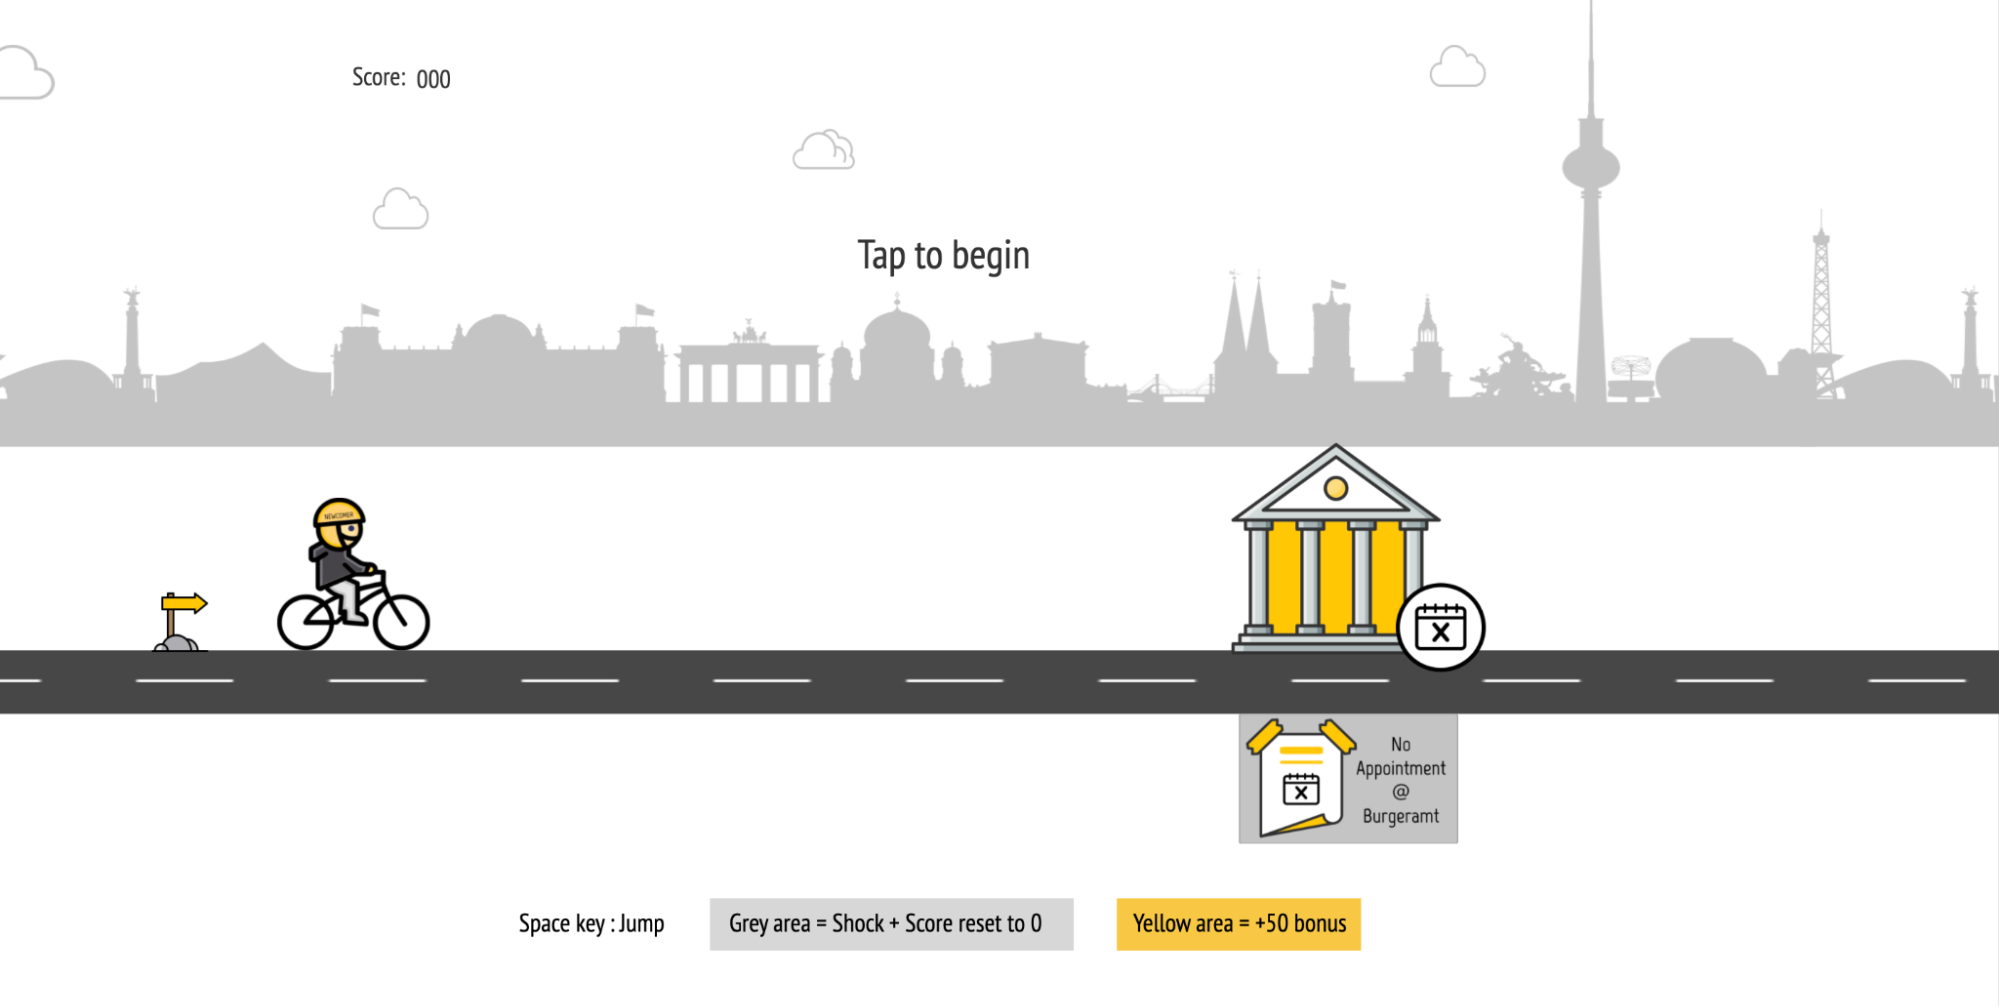 Score: 000
Tap to begin
NEWCOMER
No
Appointment
@
Burgeramt
Space key : Jump
Grey area = Shock + Score reset to 0
Yellow area = +50 bonus